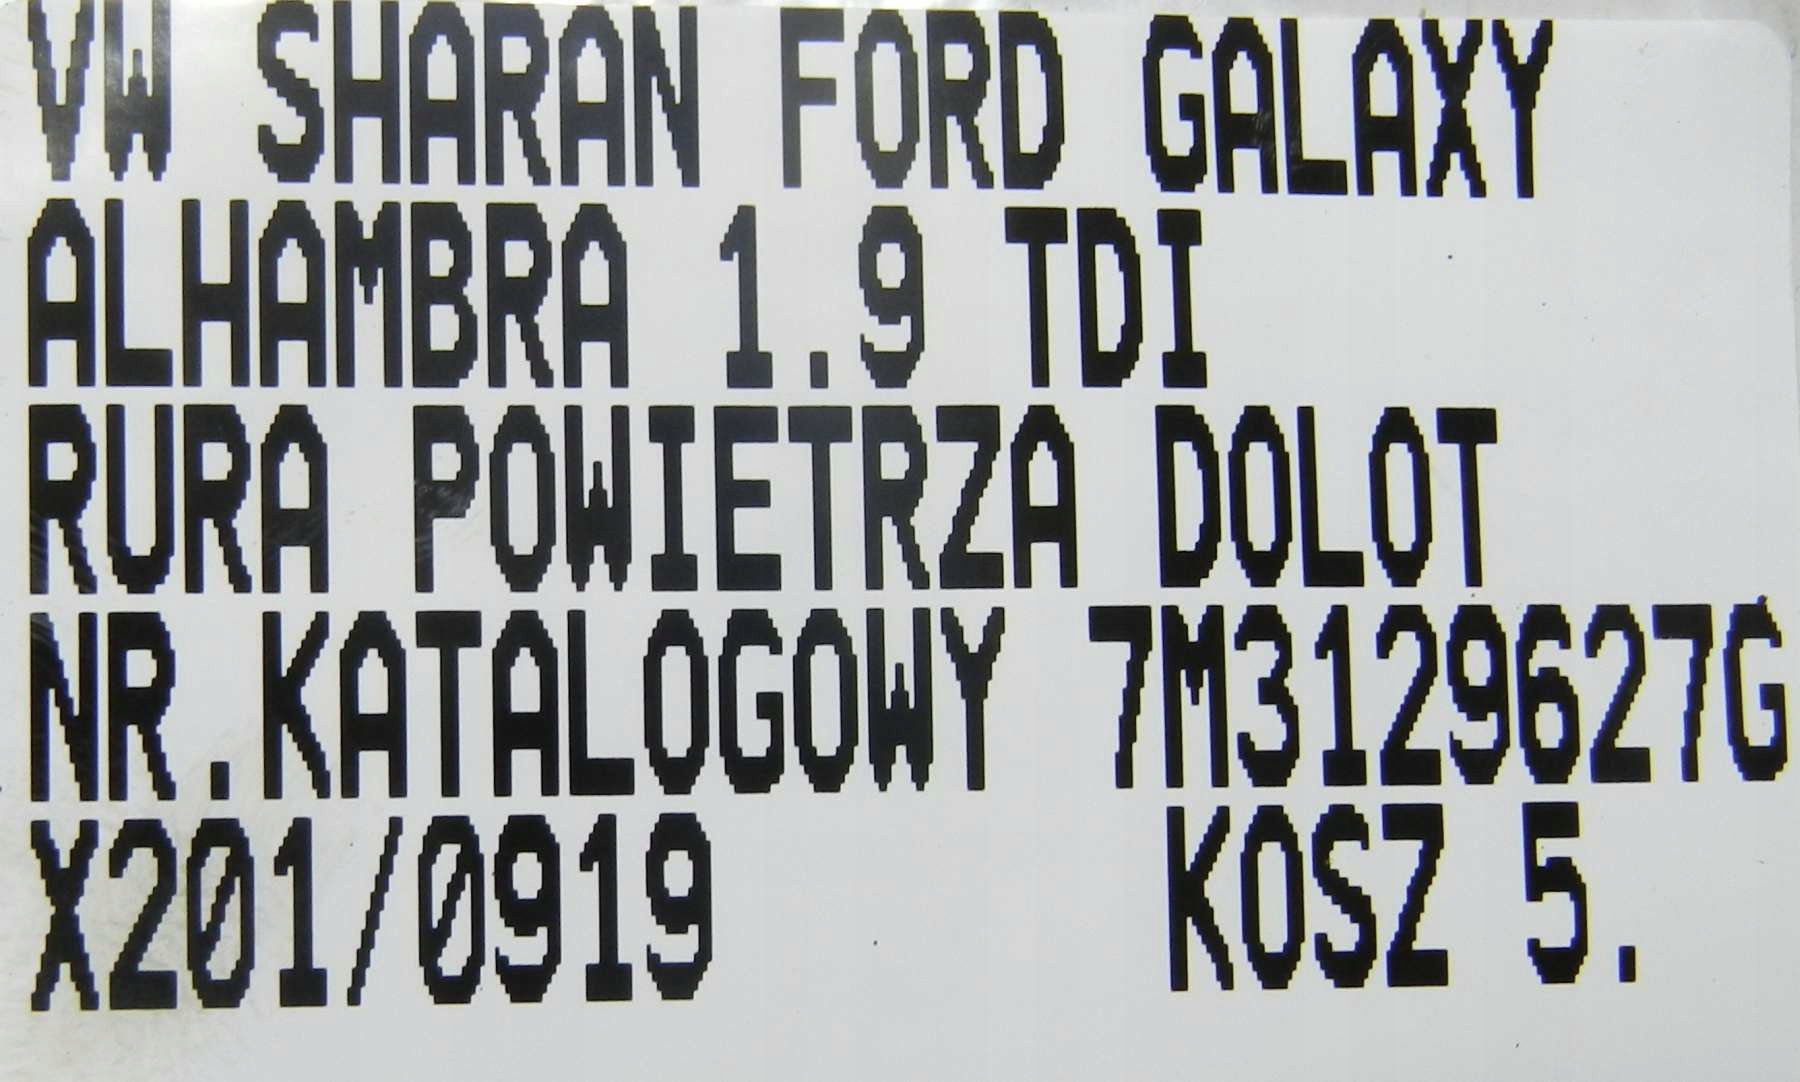 VW SHARAN FORD GALAXY
ALHAMBRA 1.9 TDI
RURA POWIETRZA DOLOT
NR.KATALOGOWY 7M3129627G
X201/0919 KOSZ 5.